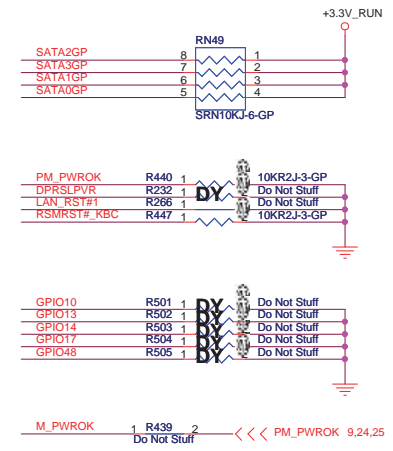 +3.3V_RUN
RN49
SATA2GP 8 1
SATA3GP 7 2
SATA1GP 6 3
SATA0GP 5 4
SRN10KJ-6-GP
PM_PWROK R440 1 10KR2J-3-GP
DPRSLPVR R232 1 DY Do Not Stuff
LAN_RST#1 R266 1 Do Not Stuff
RSMRST#_KBC R447 1 10KR2J-3-GP
GPIO10 R501 1 DY Do Not Stuff
GPIO13 R502 1 DY Do Not Stuff
GPIO14 R503 1 DY Do Not Stuff
GPIO17 R504 1 DY Do Not Stuff
GPIO48 R505 1 DY Do Not Stuff
M_PWROK 1 R439 2 PM_PWROK 9,24,25
Do Not Stuff